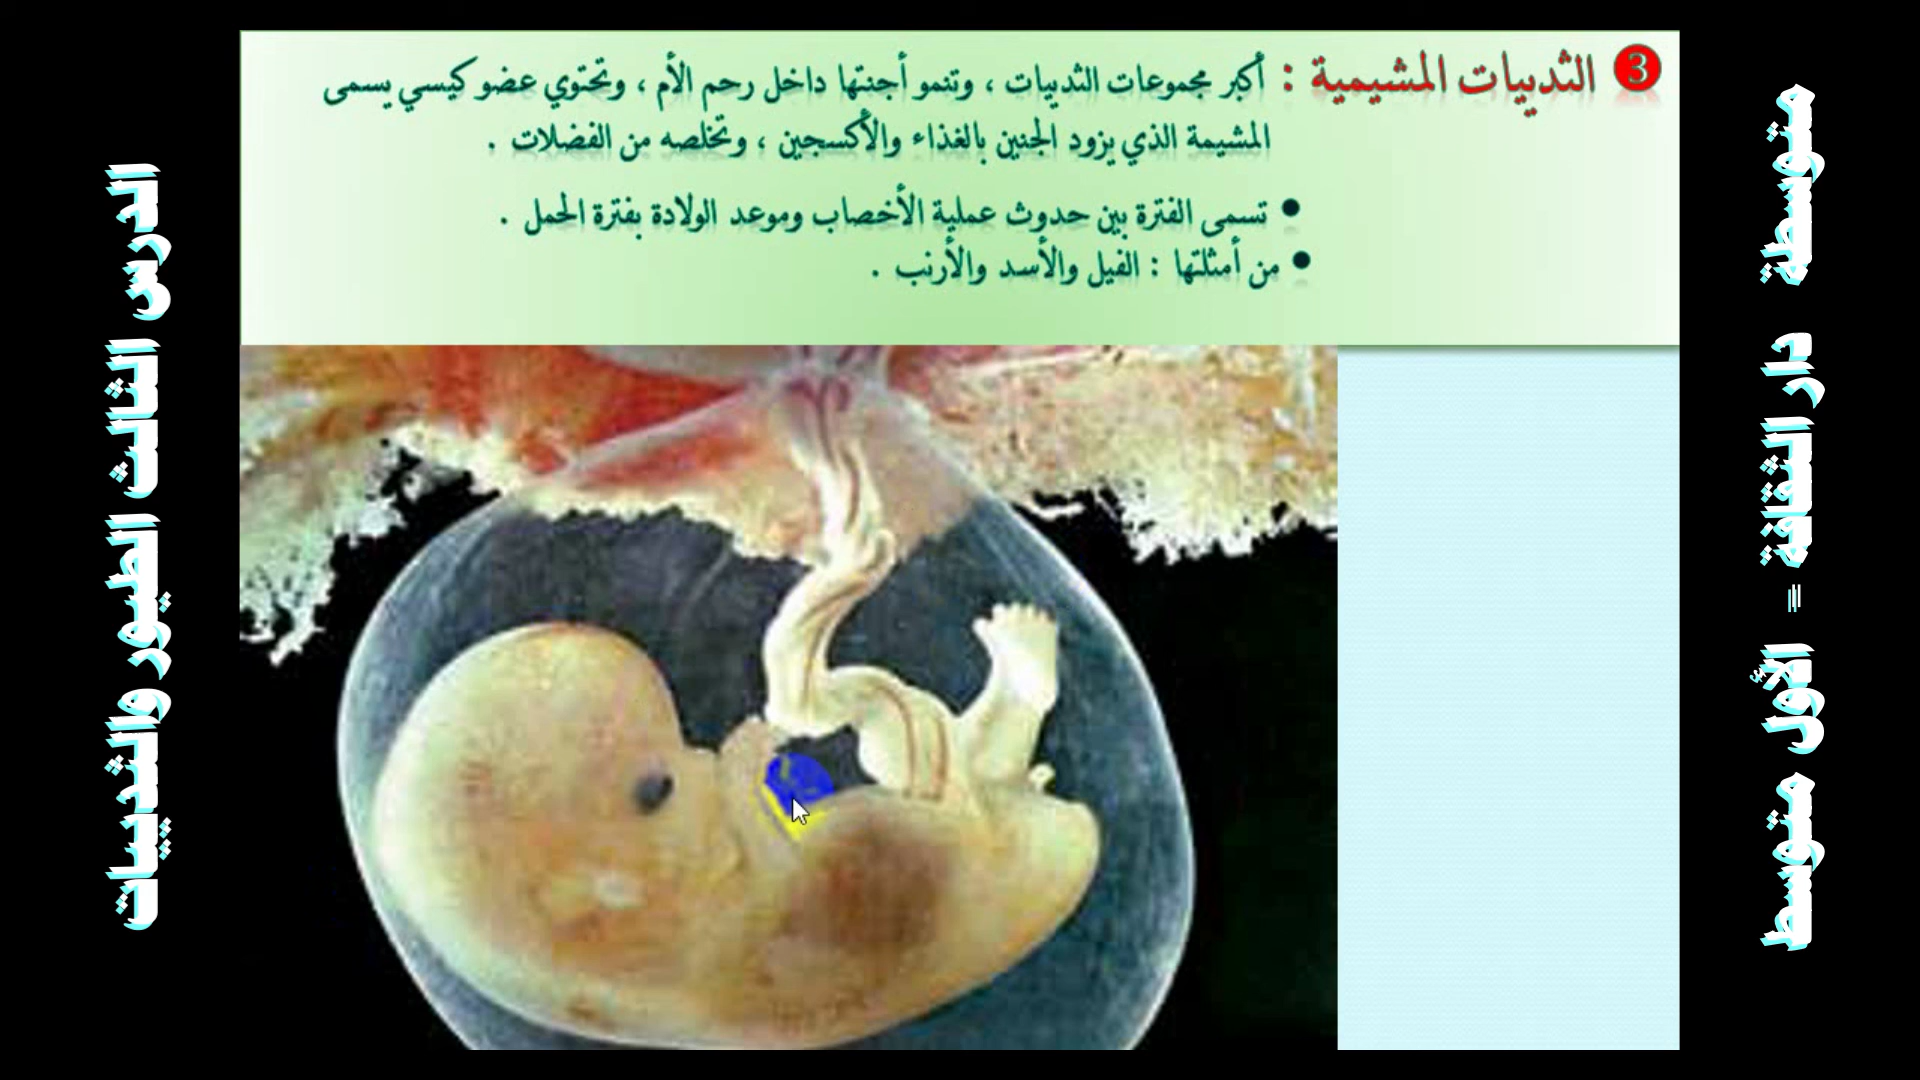 3 الثدييات المشيمية : أكبر مجموعات الثدييات ، وتنمو أجنتها داخل رحم الأم ، وتحتوي عضو كيسي يسمى
المشيمة الذي يزود الجنين بالغذاء والأكسجين ، وتخلصه من الفضلات .
• تسمى الفترة بين حدوث عملية الأخصاب وموعد الولادة بفترة الحمل .
• من أمثلتها : الفيل والأسد والأرنب .
متوسطة دار الثقافة = الأول متوسط
الدرس الثالث الطيور والثدييات